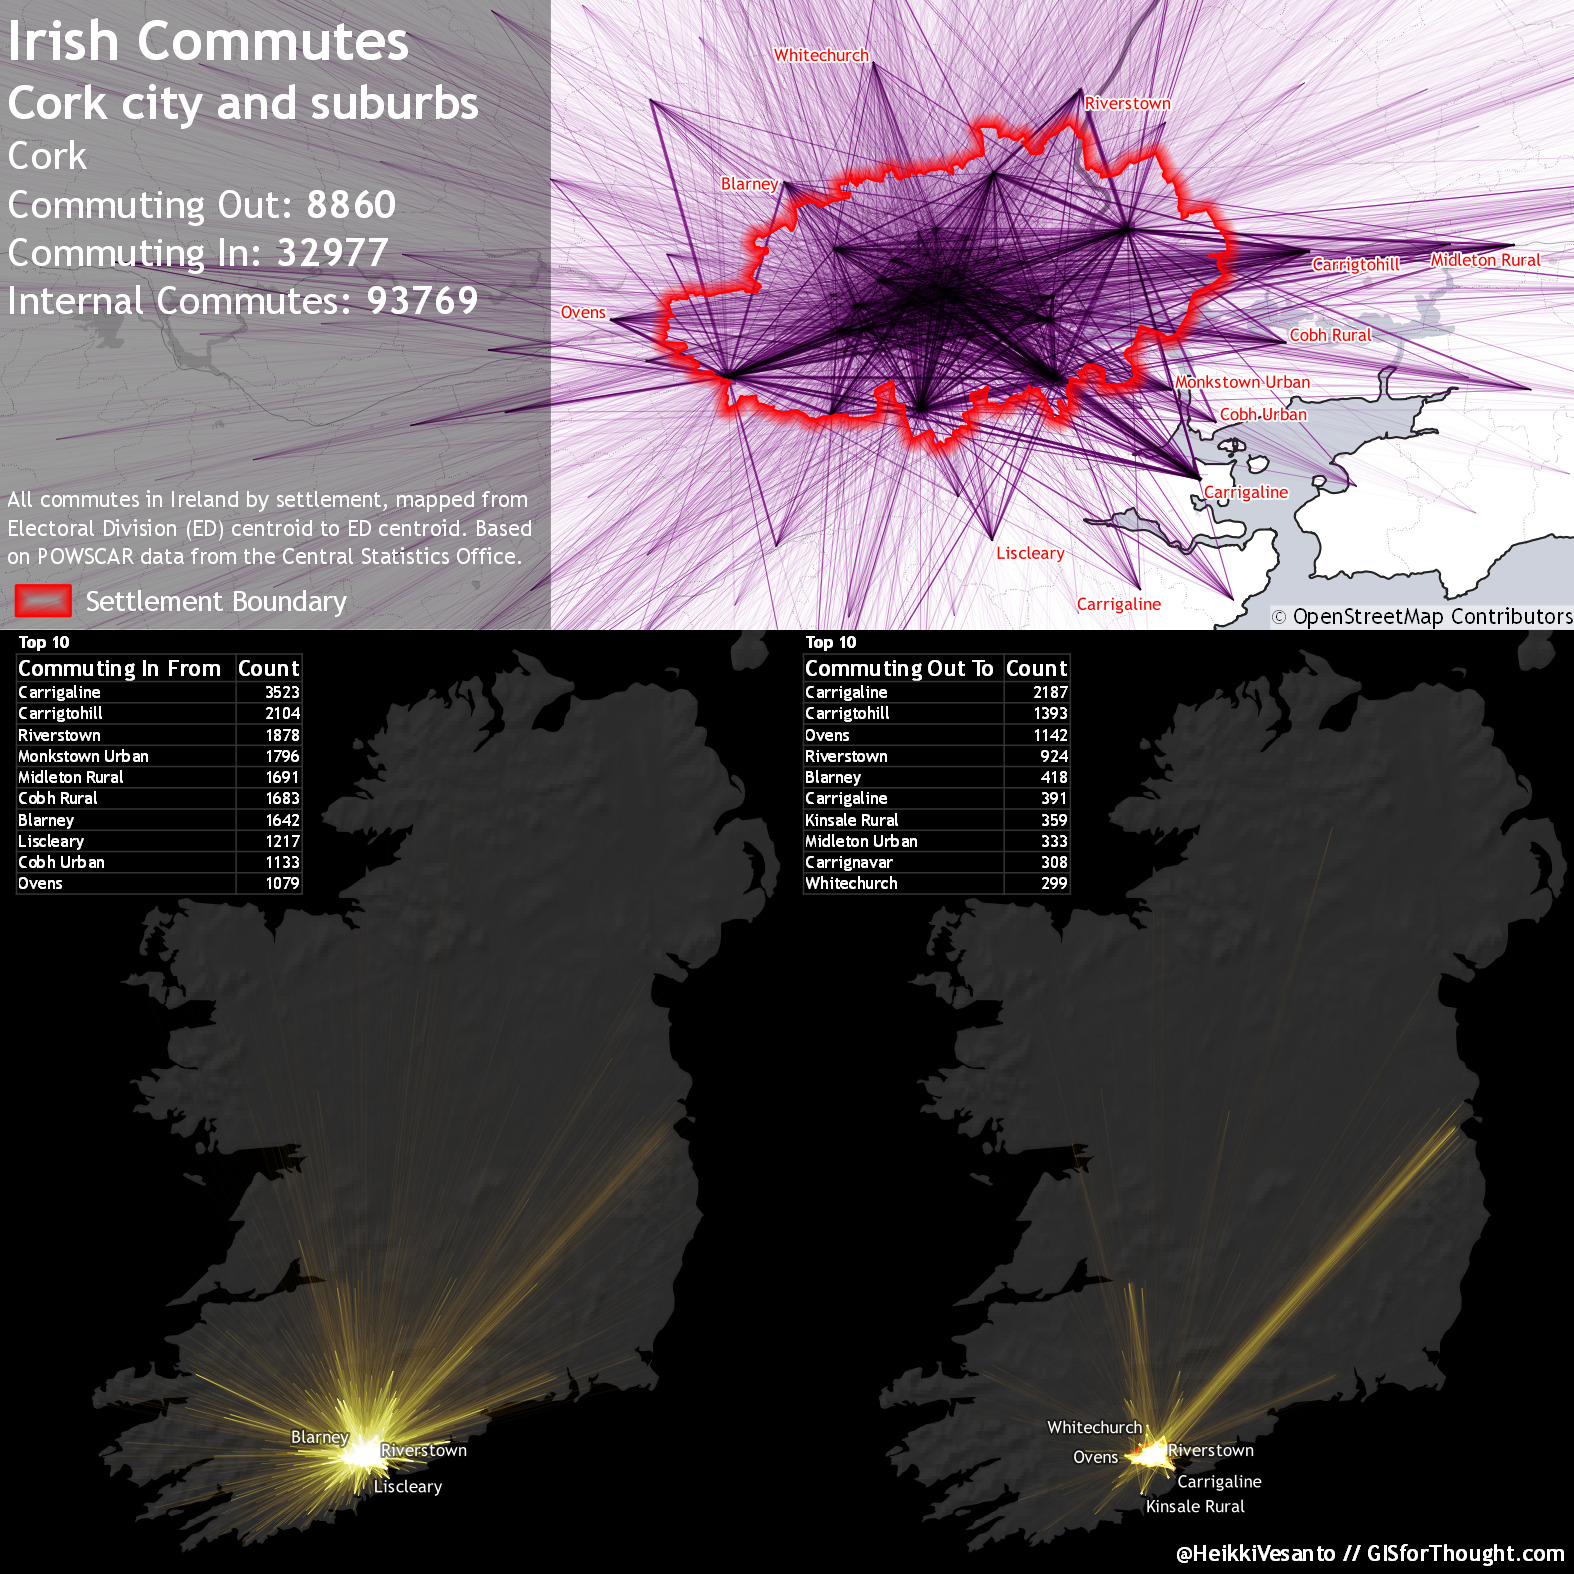 Irish Commutes
Cork city and suburbs
Cork
Commuting Out: 8860
Commuting In: 32977
Internal Commutes: 93769
All commutes in Ireland by settlement, mapped from
Electoral Division (ED) centroid to ED centroid. Based
on POWSCAR data from the Central Statistics Office.
Settlement Boundary
Whitechurch
Riverstown
Blarney
Carrigtohill
Midleton Rural
Ovens
Cobh Rural
Monkstown Urban
Cobh Urban
Carrigaline
Liscleary
Carrigaline
© OpenStreetMap Contributors
Top 10
Commuting In From Count
Carrigaline 3523
Carrigtohill 2104
Riverstown 1878
Monkstown Urban 1796
Midleton Rural 1691
Cobh Rural 1683
Blarney 1642
Liscleary 1217
Cobh Urban 1133
Ovens 1079
Blarney
Riverstown
Liscleary
Top 10
Commuting Out To Count
Carrigaline 2187
Carrigtohill 1393
Ovens 1142
Riverstown 924
Blarney 418
Carrigaline 391
Kinsale Rural 359
Midleton Urban 333
Carrignavar 308
Whitechurch 299
Whitechurch
Riverstown
Ovens
Carrigaline
Kinsale Rural
@HeikkiVesanto // GISforThought.com